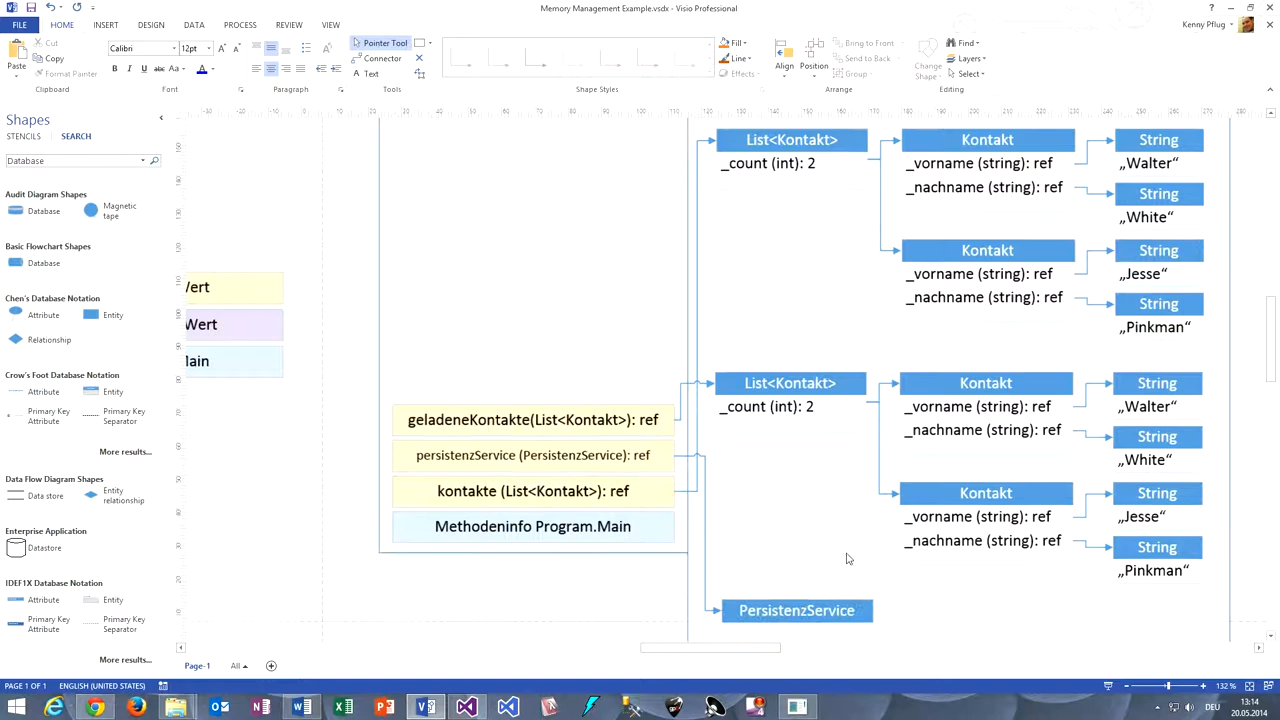 Memory Management Example.vsdx - Visio Professional
FILE HOME INSERT DESIGN DATA PROCESS REVIEW VIEW
Kenny Pflug
Paste
Cut
Copy
Format Painter
Clipboard
Calibri 12pt
B I U abc Aa A
Font
Paragraph
Pointer Tool
Connector
Text
Tools
Shape Styles
Fill
Line
Effects
Align
Position
Bring to Front
Send to Back
Group
Arrange
Change Shape
Find
Layers
Select
Editing
Shapes
STENCILS SEARCH
Database
Audit Diagram Shapes
Database
Magnetic tape
Basic Flowchart Shapes
Database
Chen's Database Notation
Attribute
Entity
Relationship
Crow's Foot Database Notation
Attribute
Entity
Primary Key Attribute
Primary Key Separator
More results...
Data Flow Diagram Shapes
Data store
Entity relationship
Enterprise Application
Datastore
IDEF1X Database Notation
Attribute
Entity
Primary Key Attribute
Primary Key Separator
More results...
Wert
Wert
Main
geladeneKontakte(List<Kontakt>): ref
persistenzService (PersistenzService): ref
kontakte (List<Kontakt>): ref
Methodeninfo Program.Main
List<Kontakt>
_count (int): 2
Kontakt
_vorname (string): ref
_nachname (string): ref
String
„Walter“
String
„White“
Kontakt
_vorname (string): ref
_nachname (string): ref
String
„Jesse“
String
„Pinkman“
List<Kontakt>
_count (int): 2
Kontakt
_vorname (string): ref
_nachname (string): ref
String
„Walter“
String
„White“
Kontakt
_vorname (string): ref
_nachname (string): ref
String
„Jesse“
String
„Pinkman“
PersistenzService
Page-1 All
PAGE 1 OF 1 ENGLISH (UNITED STATES)
132 %
DEU
13:14
20.05.2014